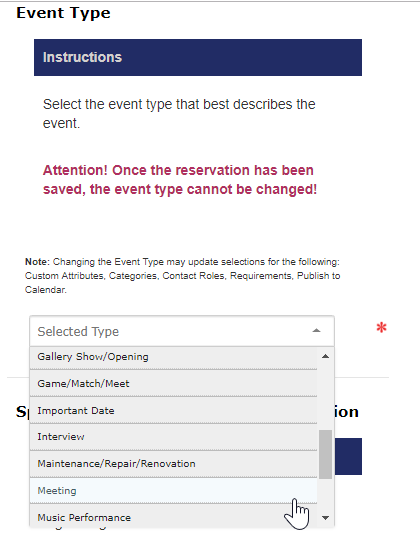 Event Type
Instructions
Select the event type that best describes the
event.
Attention! Once the reservation has been
saved, the event type cannot be changed!
Note: Changing the Event Type may update selections for the following:
Custom Attributes, Categories, Contact Roles, Requirements, Publish to
Calendar.
Selected Type
*
Gallery Show/Opening
Game/Match/Meet
Important Date
Interview
Maintenance/Repair/Renovation
Meeting
Music Performance